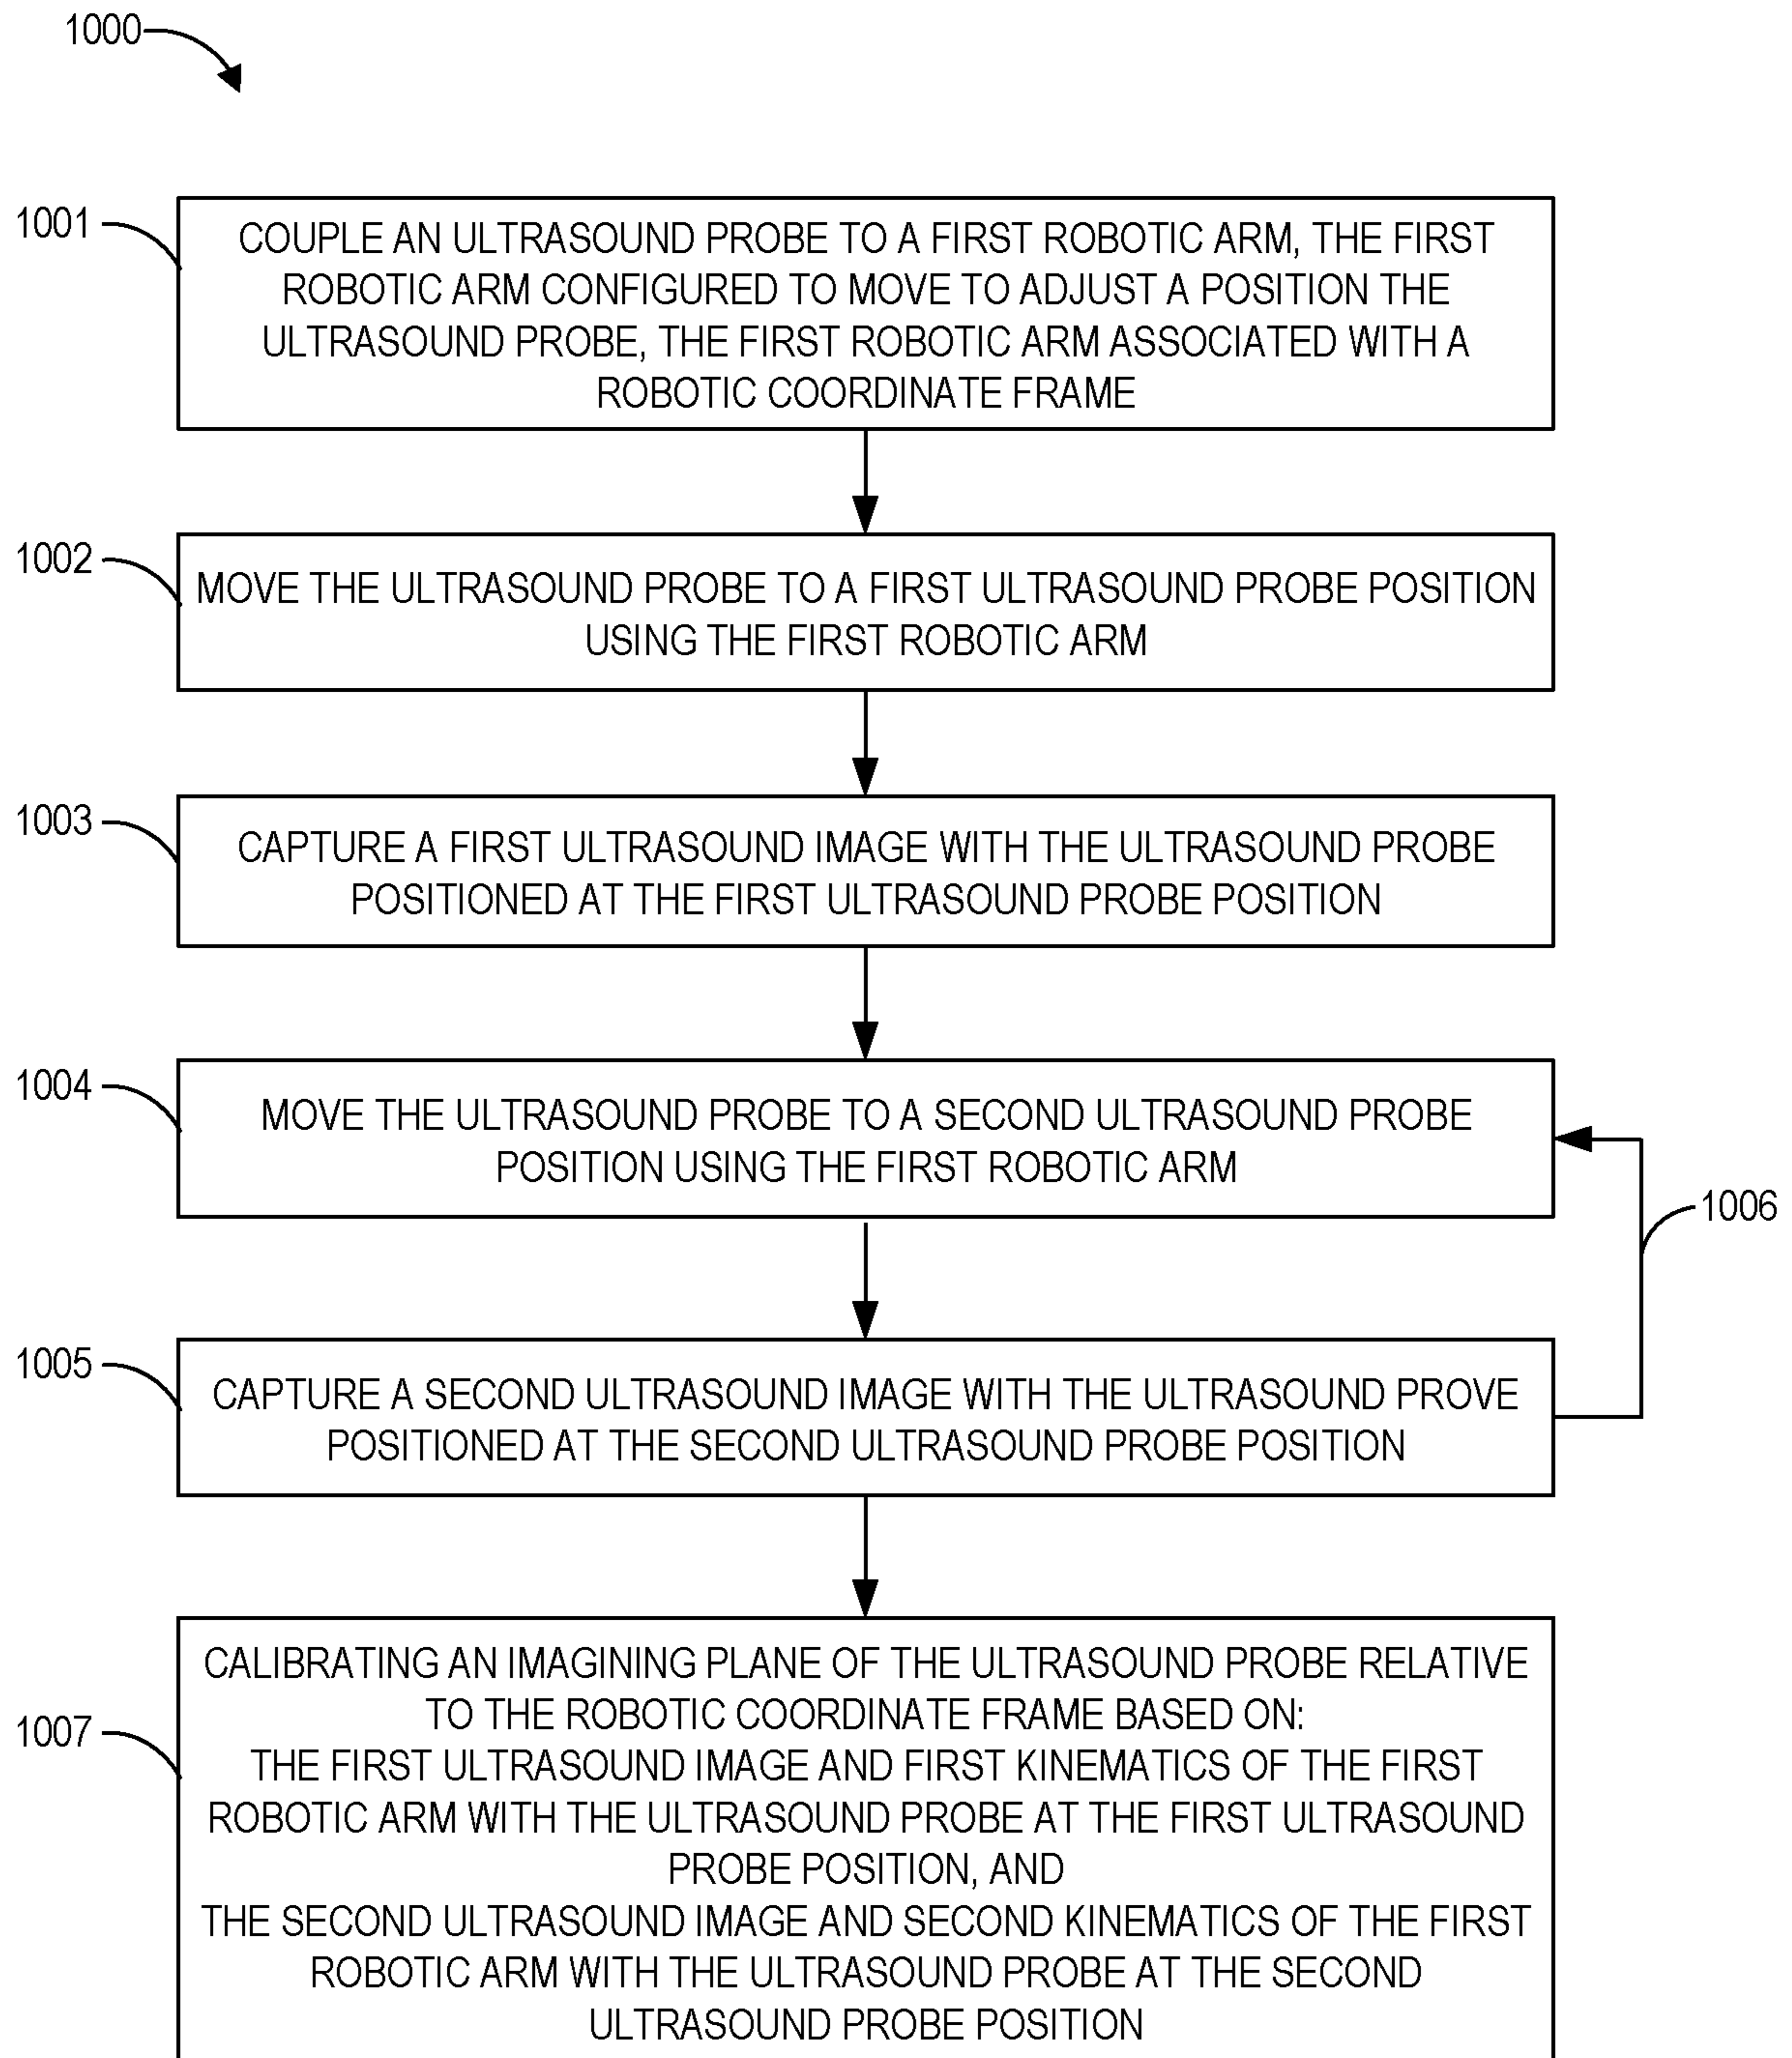 1000
1001
COUPLE AN ULTRASOUND PROBE TO A FIRST ROBOTIC ARM, THE FIRST
ROBOTIC ARM CONFIGURED TO MOVE TO ADJUST A POSITION THE
ULTRASOUND PROBE, THE FIRST ROBOTIC ARM ASSOCIATED WITH A
ROBOTIC COORDINATE FRAME
1002
MOVE THE ULTRASOUND PROBE TO A FIRST ULTRASOUND PROBE POSITION
USING THE FIRST ROBOTIC ARM
1003
CAPTURE A FIRST ULTRASOUND IMAGE WITH THE ULTRASOUND PROBE
POSITIONED AT THE FIRST ULTRASOUND PROBE POSITION
1004
MOVE THE ULTRASOUND PROBE TO A SECOND ULTRASOUND PROBE
POSITION USING THE FIRST ROBOTIC ARM
1006
1005
CAPTURE A SECOND ULTRASOUND IMAGE WITH THE ULTRASOUND PROVE
POSITIONED AT THE SECOND ULTRASOUND PROBE POSITION
1007
CALIBRATING AN IMAGINING PLANE OF THE ULTRASOUND PROBE RELATIVE
TO THE ROBOTIC COORDINATE FRAME BASED ON:
THE FIRST ULTRASOUND IMAGE AND FIRST KINEMATICS OF THE FIRST
ROBOTIC ARM WITH THE ULTRASOUND PROBE AT THE FIRST ULTRASOUND
PROBE POSITION, AND
THE SECOND ULTRASOUND IMAGE AND SECOND KINEMATICS OF THE FIRST
ROBOTIC ARM WITH THE ULTRASOUND PROBE AT THE SECOND
ULTRASOUND PROBE POSITION